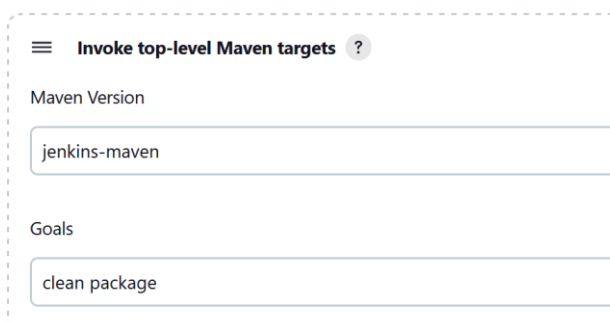 Invoke top-level Maven targets ?
Maven Version
jenkins-maven
Goals
clean package